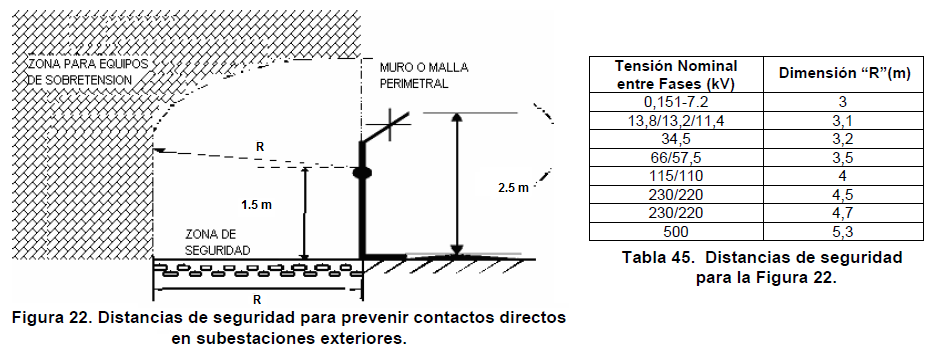 ZONA PARA EQUIPOS
DE SOBRETENSION
MURO O MALLA
PERIMETRAL
R
1.5 m
2.5 m
ZONA DE
SEGURIDAD
R
Figura 22. Distancias de seguridad para prevenir contactos directos
en subestaciones exteriores.
Tensión Nominal
entre Fases (kV) Dimensión “R”(m)
0,151-7.2 3
13,8/13,2/11,4 3,1
34,5 3,2
66/57,5 3,5
115/110 4
230/220 4,5
230/220 4,7
500 5,3
Tabla 45. Distancias de seguridad
para la Figura 22.